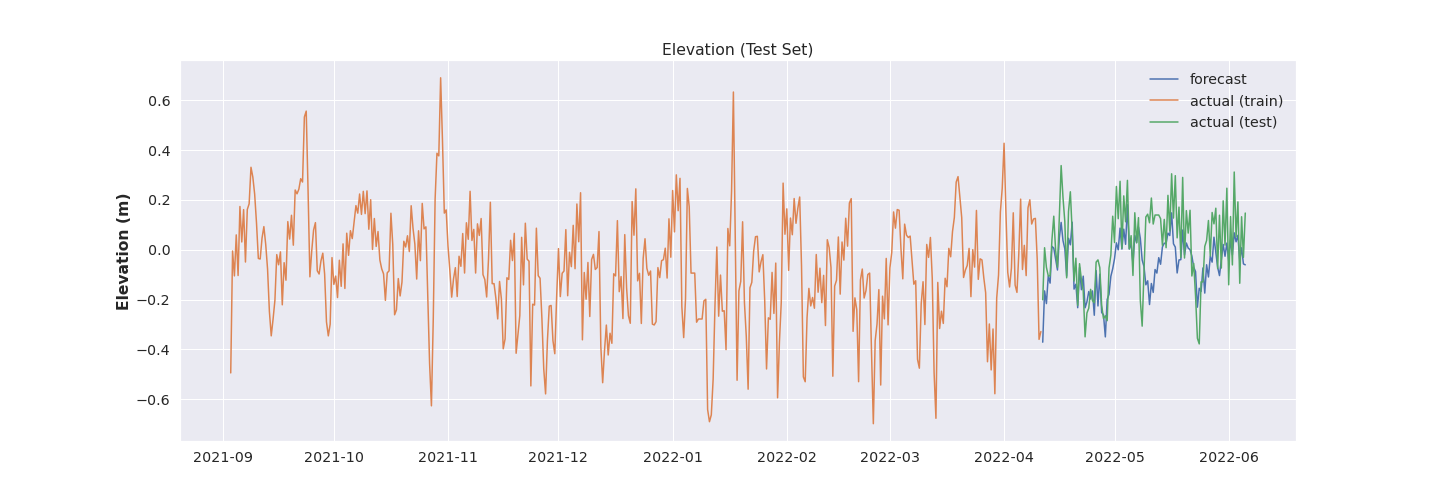 Elevation (Test Set)
Elevation (m)
0.6
0.4
0.2
0.0
−0.2
−0.4
−0.6
forecast
actual (train)
actual (test)
2021-09 2021-10 2021-11 2021-12 2022-01 2022-02 2022-03 2022-04 2022-05 2022-06